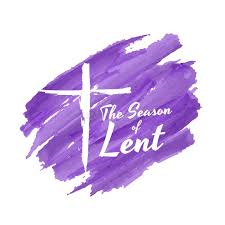 The Season
of
Lent